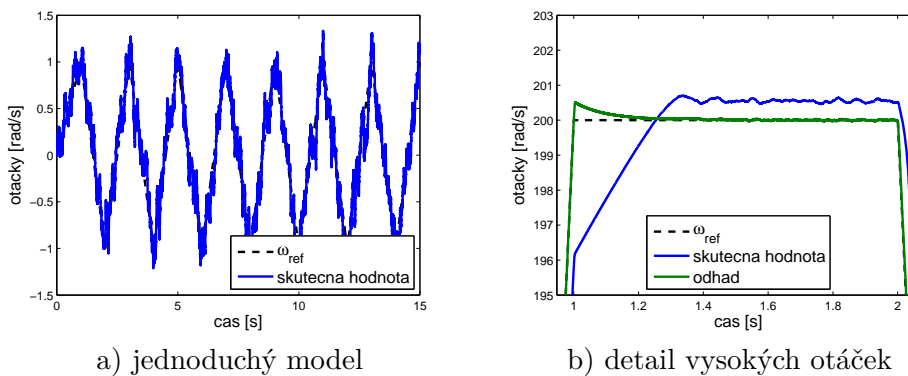 1.5
1
0.5
0
−0.5
−1
−1.5
0
5
10
15
otacky [rad/s]
cas [s]
ω_ref
skutecna hodnota
a) jednoduchý model
203
202
201
200
199
198
197
196
195
1
1.2
1.4
1.6
1.8
2
otacky [rad/s]
cas [s]
ω_ref
skutecna hodnota
odhad
b) detail vysokých otáček